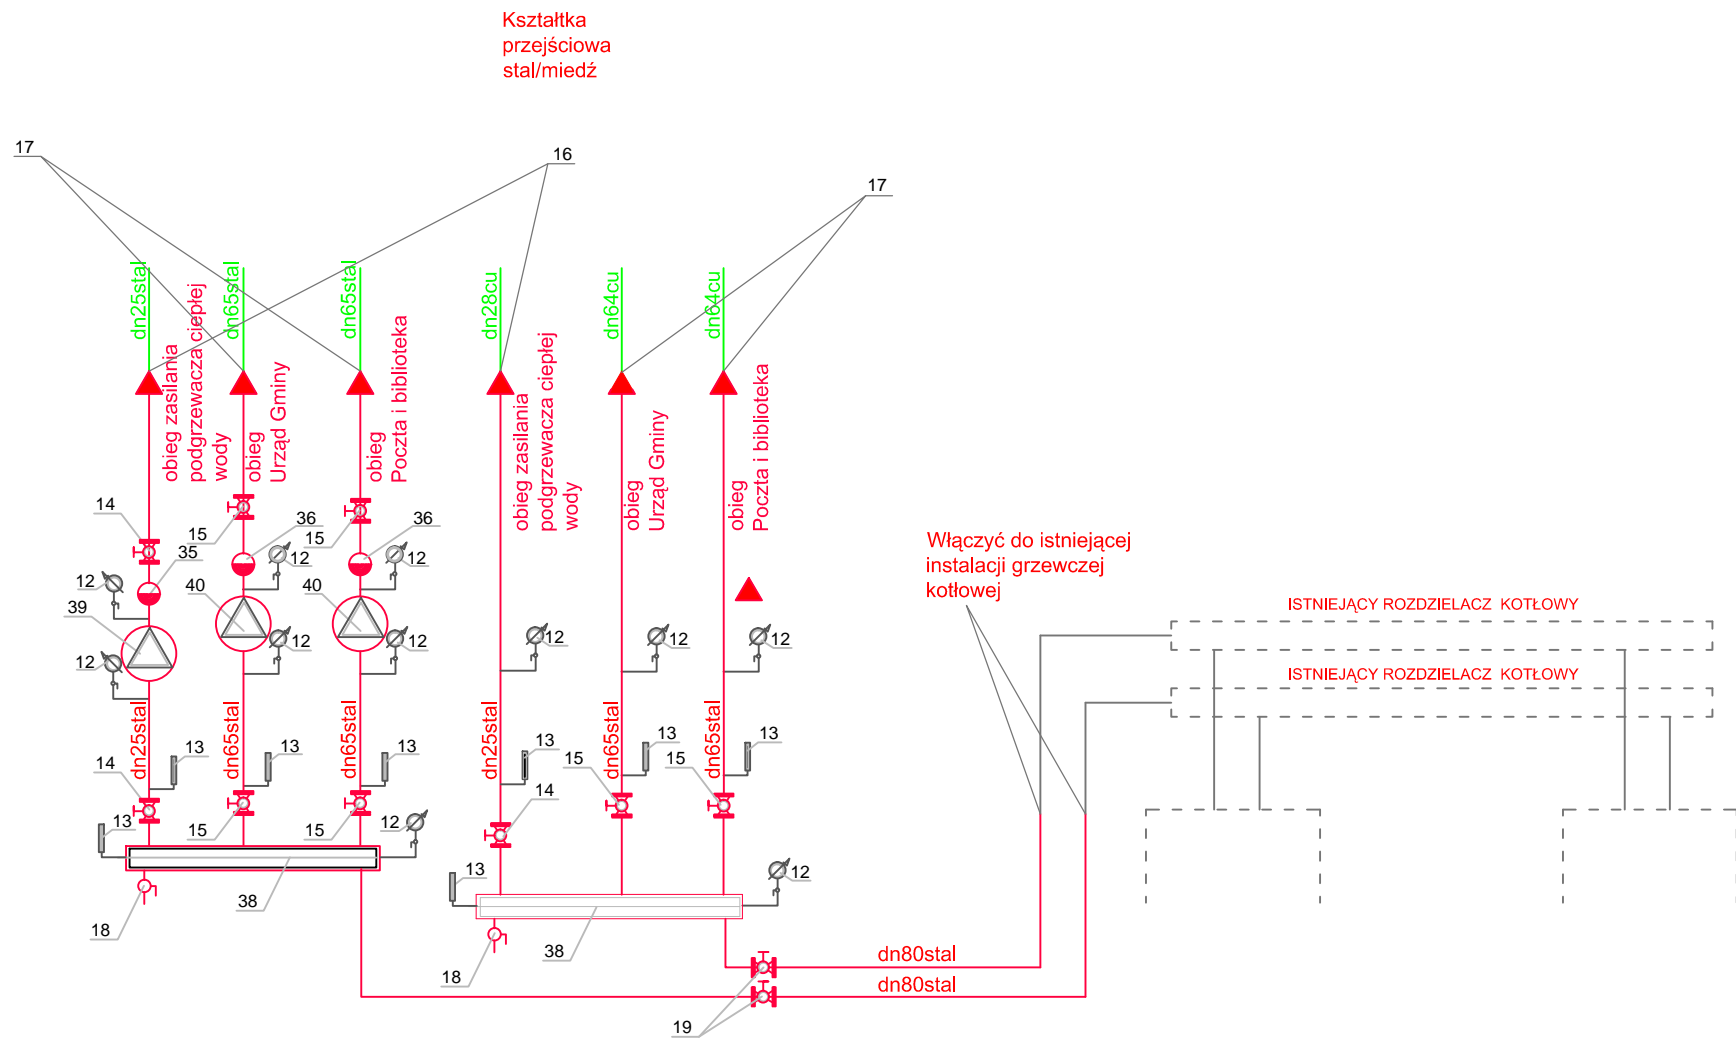 Kształtka
przejściowa
stal/miedź
17
16
17
dn25stal
dn65stal
dn65stal
dn28cu
dn64cu
dn64cu
obieg zasilania
podgrzewacza ciepłej
wody
obieg
Urząd Gminy
obieg
Poczta i biblioteka
obieg zasilania
podgrzewacza ciepłej
wody
obieg
Urząd Gminy
obieg
Poczta i biblioteka
14
15
36
15
36
35
12
12
12
40
40
39
12
12
12
12
12
12
12
Włączyć do istniejącej
instalacji grzewczej
kotłowej
ISTNIEJĄCY ROZDZIELACZ KOTŁOWY
ISTNIEJĄCY ROZDZIELACZ KOTŁOWY
dn25stal
dn65stal
dn65stal
dn25stal
dn65stal
dn65stal
13
13
13
13
13
13
14
15
15
14
13
15
15
12
13
12
38
38
18
18
dn80stal
dn80stal
19